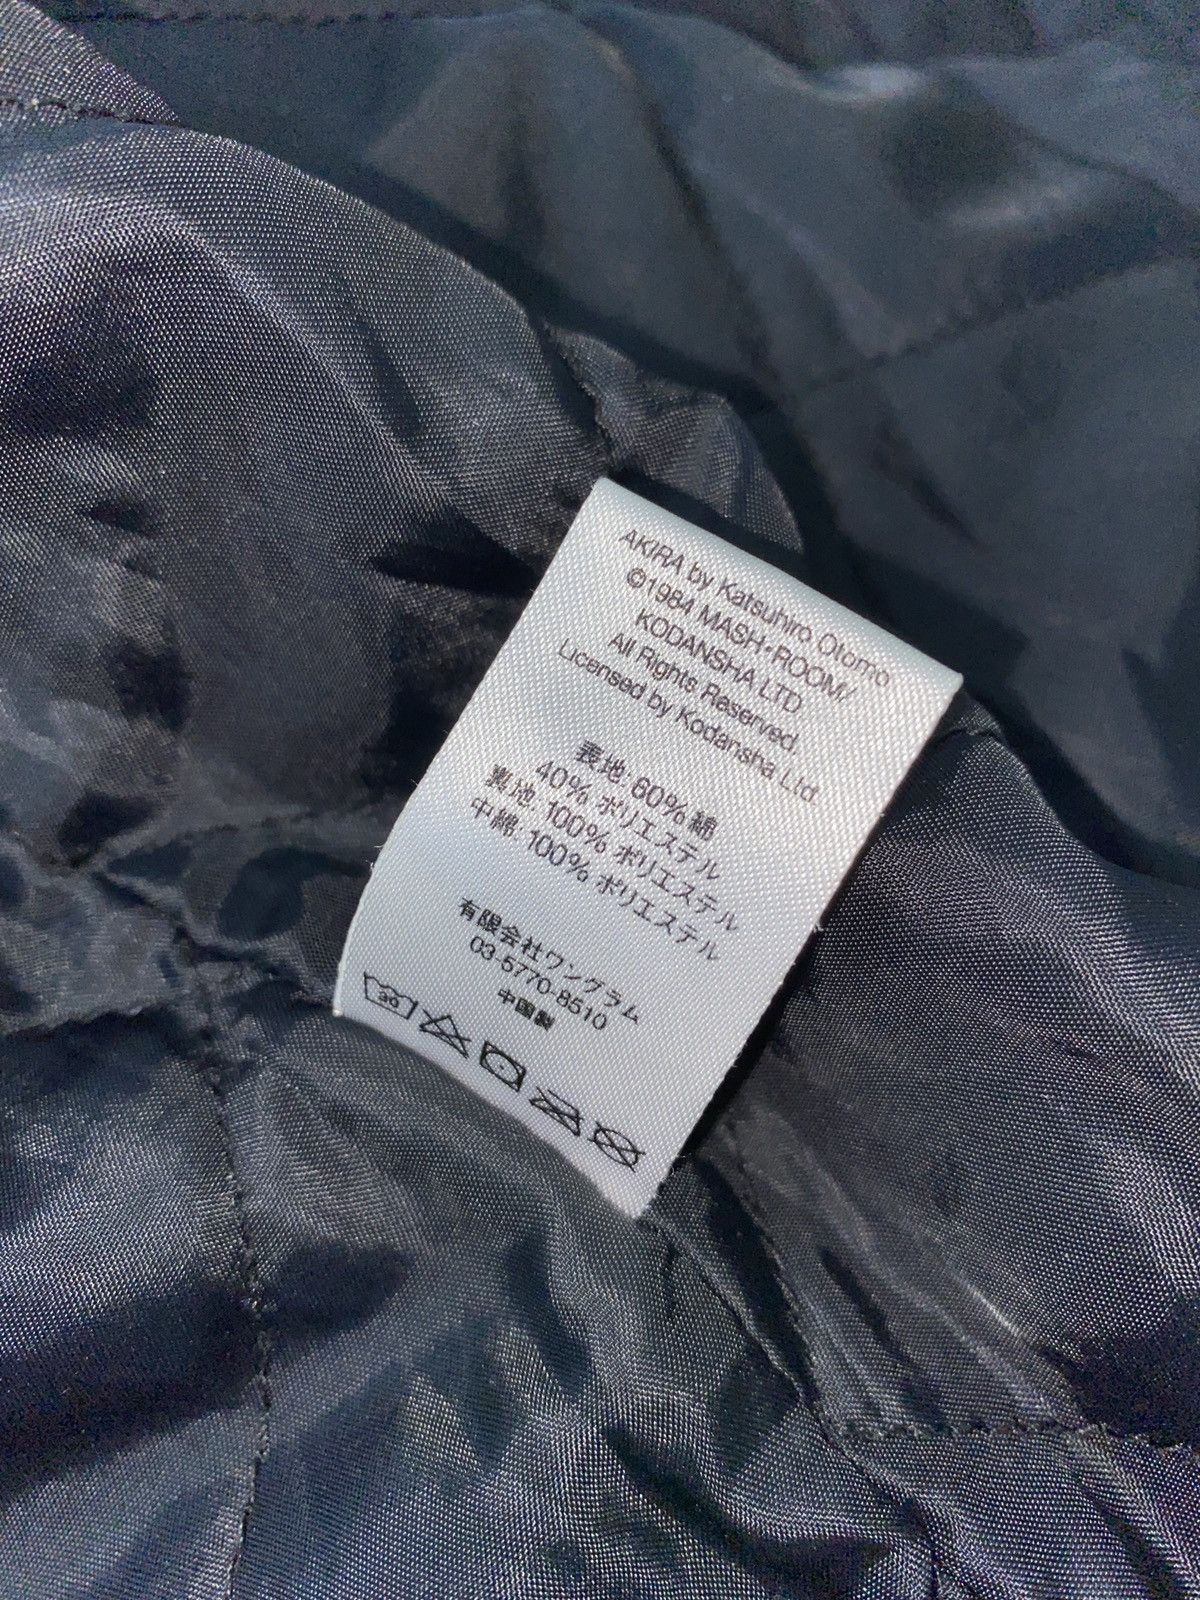 AKIRA by Katsuhiro Otomo
©1984 MASH・ROOM/
KODANSHA LTD
All Rights Reserved.
Licensed by Kodansha Ltd.
表地: 60%綿
40% ポリエステル
裏地: 100% ポリエステル
中綿: 100% ポリエステル
有限会社ワングラム
03-5770-8510
中国製
30